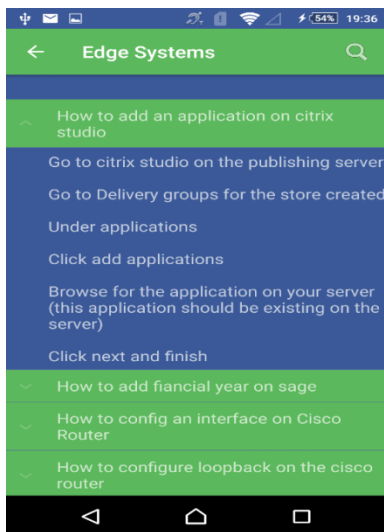 54% 19:36
Edge Systems
How to add an application on citrix
studio
Go to citrix studio on the publishing server
Go to Delivery groups for the store created
Under applications
Click add applications
Browse for the application on your server
(this application should be existing on the
server)
Click next and finish
How to add fiancial year on sage
How to config an interface on Cisco
Router
How to configure loopback on the cisco
router